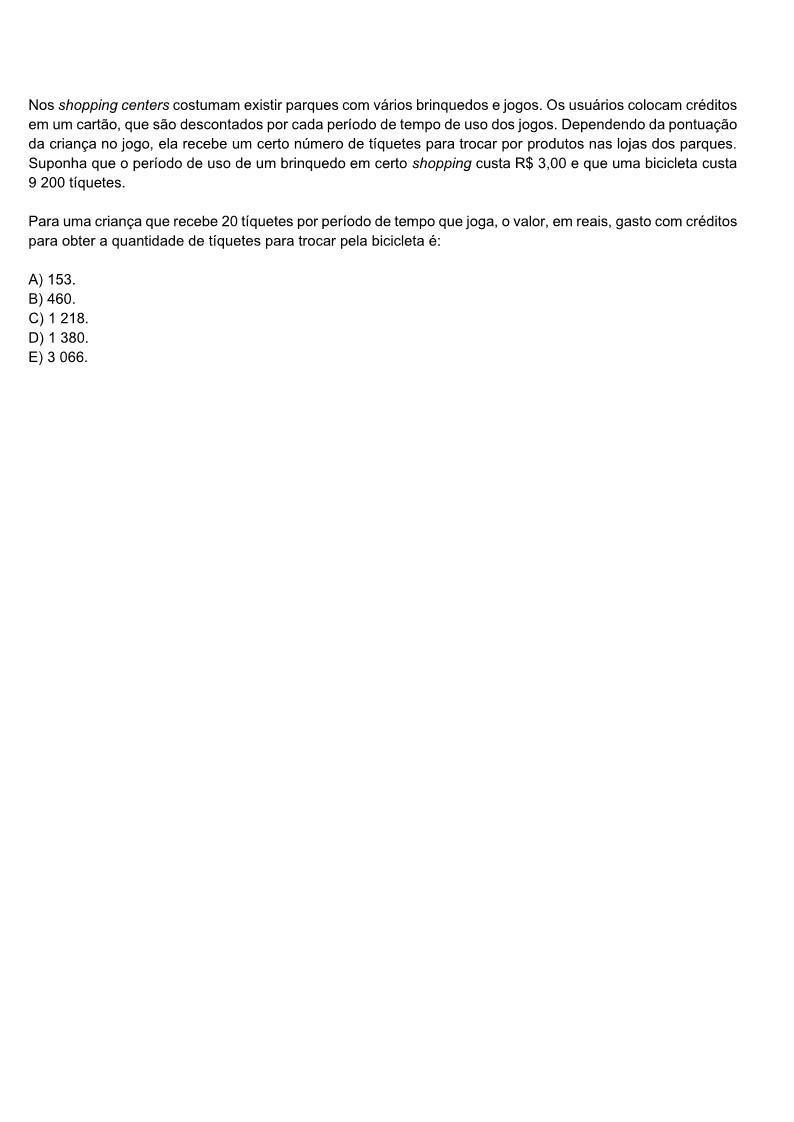 Nos shopping centers costumam existir parques com vários brinquedos e jogos. Os usuários colocam créditos
em um cartão, que são descontados por cada período de tempo de uso dos jogos. Dependendo da pontuação
da criança no jogo, ela recebe um certo número de tíquetes para trocar por produtos nas lojas dos parques.
Suponha que o período de uso de um brinquedo em certo shopping custa R$ 3,00 e que uma bicicleta custa
9 200 tíquetes.
Para uma criança que recebe 20 tíquetes por período de tempo que joga, o valor, em reais, gasto com créditos
para obter a quantidade de tíquetes para trocar pela bicicleta é:
A) 153.
B) 460.
C) 1 218.
D) 1 380.
E) 3 066.